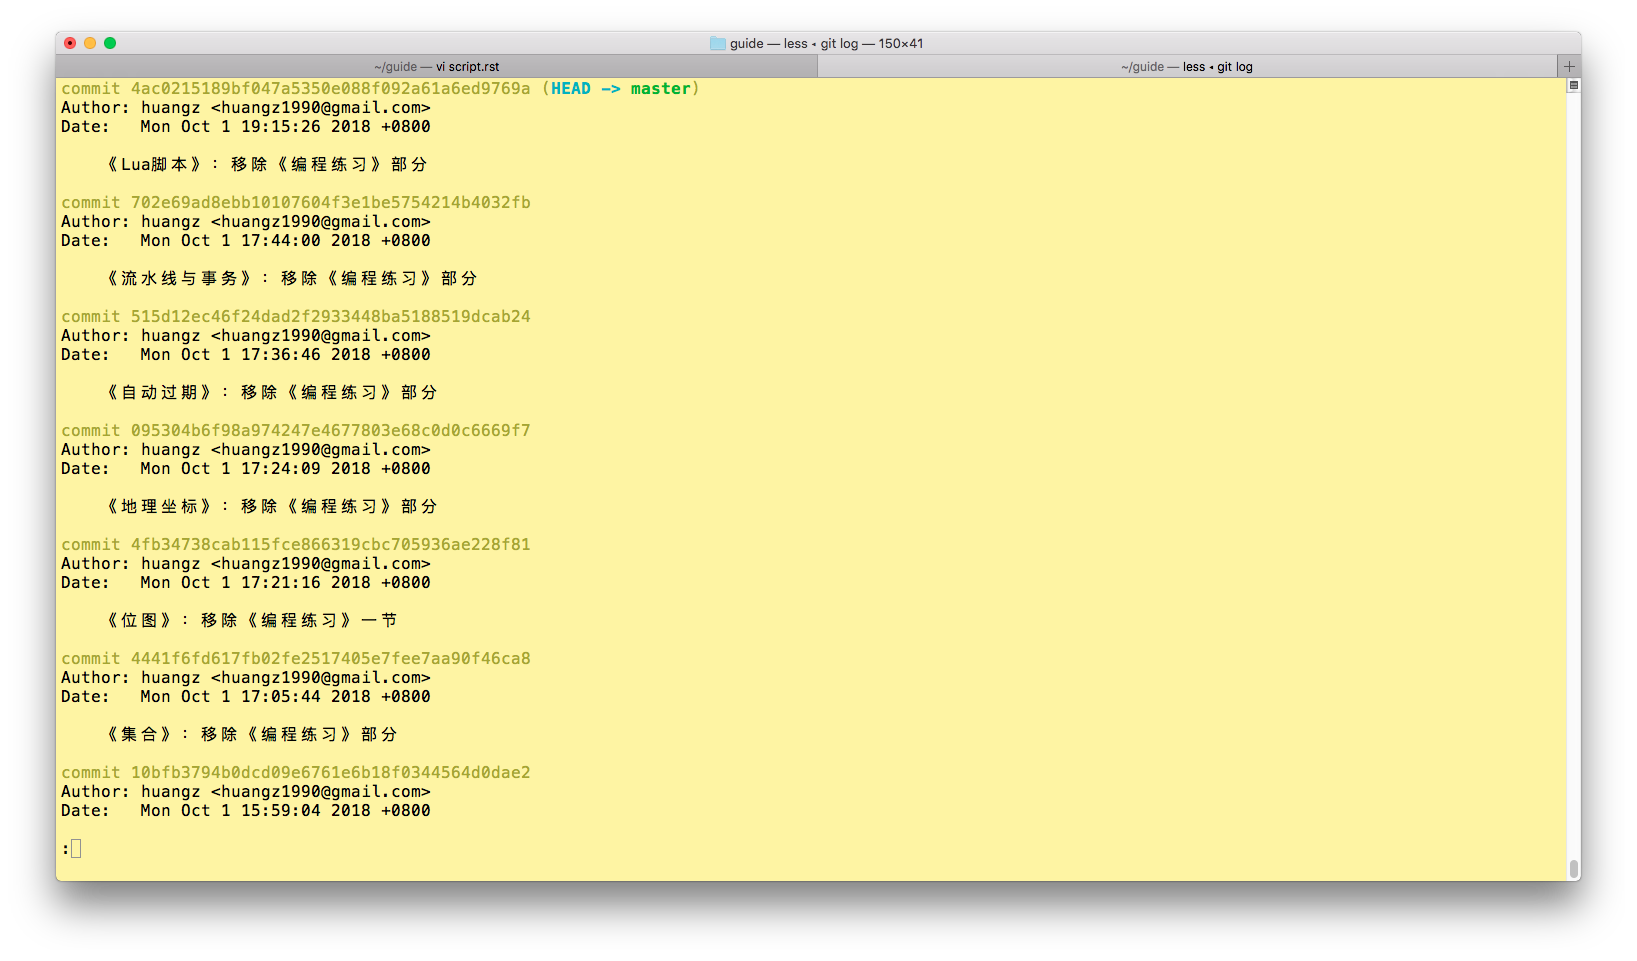 guide — less ◂ git log — 150×41
~/guide — vi script.rst
~/guide — less ◂ git log
commit 4ac0215189bf047a5350e088f092a61a6ed9769a (HEAD -> master)
Author: huangz <huangz1990@gmail.com>
Date:   Mon Oct 1 19:15:26 2018 +0800
《Lua脚本》：移除《编程练习》部分
commit 702e69ad8ebb10107604f3e1be5754214b4032fb
Author: huangz <huangz1990@gmail.com>
Date:   Mon Oct 1 17:44:00 2018 +0800
《流水线与事务》：移除《编程练习》部分
commit 515d12ec46f24dad2f2933448ba5188519dcab24
Author: huangz <huangz1990@gmail.com>
Date:   Mon Oct 1 17:36:46 2018 +0800
《自动过期》：移除《编程练习》部分
commit 095304b6f98a974247e4677803e68c0d0c6669f7
Author: huangz <huangz1990@gmail.com>
Date:   Mon Oct 1 17:24:09 2018 +0800
《地理坐标》：移除《编程练习》部分
commit 4fb34738cab115fce866319cbc705936ae228f81
Author: huangz <huangz1990@gmail.com>
Date:   Mon Oct 1 17:21:16 2018 +0800
《位图》：移除《编程练习》一节
commit 4441f6fd617fb02fe2517405e7fee7aa90f46ca8
Author: huangz <huangz1990@gmail.com>
Date:   Mon Oct 1 17:05:44 2018 +0800
《集合》：移除《编程练习》部分
commit 10bfb3794b0dcd09e6761e6b18f0344564d0dae2
Author: huangz <huangz1990@gmail.com>
Date:   Mon Oct 1 15:59:04 2018 +0800
: